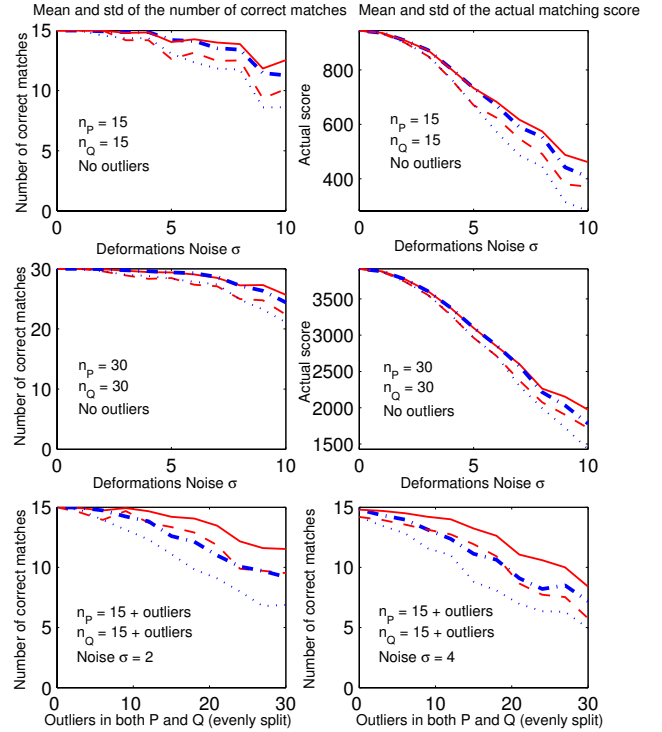 Mean and std of the number of correct matches
Mean and std of the actual matching score
15
10
5
0
Number of correct matches
n_P = 15
n_Q = 15
No outliers
0 5 10
Deformations Noise σ
800
600
400
Actual score
n_P = 15
n_Q = 15
No outliers
0 5 10
Deformations Noise σ
30
20
10
0
Number of correct matches
n_P = 30
n_Q = 30
No outliers
0 5 10
Deformations Noise σ
3500
3000
2500
2000
1500
Actual score
n_P = 30
n_Q = 30
No outliers
0 5 10
Deformations Noise σ
15
10
5
0
Number of correct matches
n_P = 15 + outliers
n_Q = 15 + outliers
Noise σ = 2
0 10 20 30
Outliers in both P and Q (evenly split)
15
10
5
0
Number of correct matches
n_P = 15 + outliers
n_Q = 15 + outliers
Noise σ = 4
0 10 20 30
Outliers in both P and Q (evenly split)